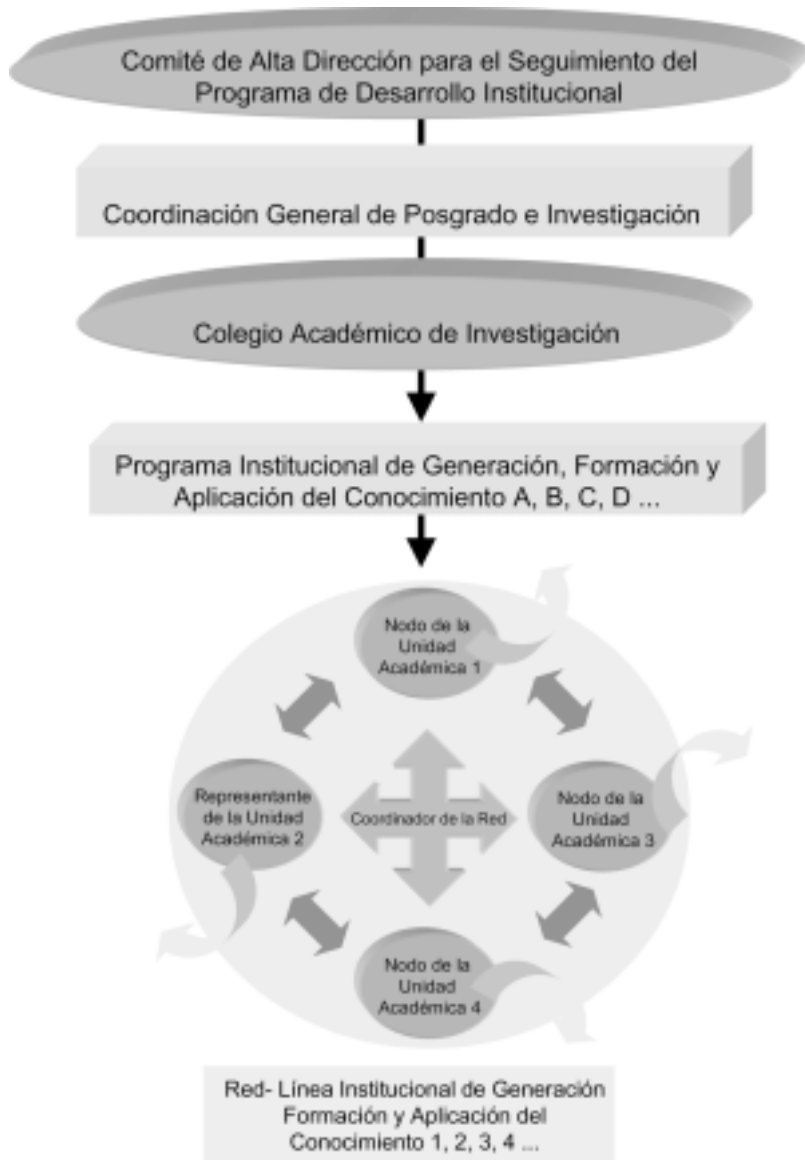 Comité de Alta Dirección para el Seguimiento del
Programa de Desarrollo Institucional
Coordinación General de Posgrado e Investigación
Colegio Académico de Investigación
Programa Institucional de Generación, Formación y
Aplicación del Conocimiento A, B, C, D ...
Nodo de la
Unidad
Académica 1
Representante
de la Unidad
Académica 2
Coordinador de la Red
Nodo de la
Unidad
Académica 3
Nodo de la
Unidad
Académica 4
Red- Línea Institucional de Generación
Formación y Aplicación del
Conocimiento 1, 2, 3, 4 ...